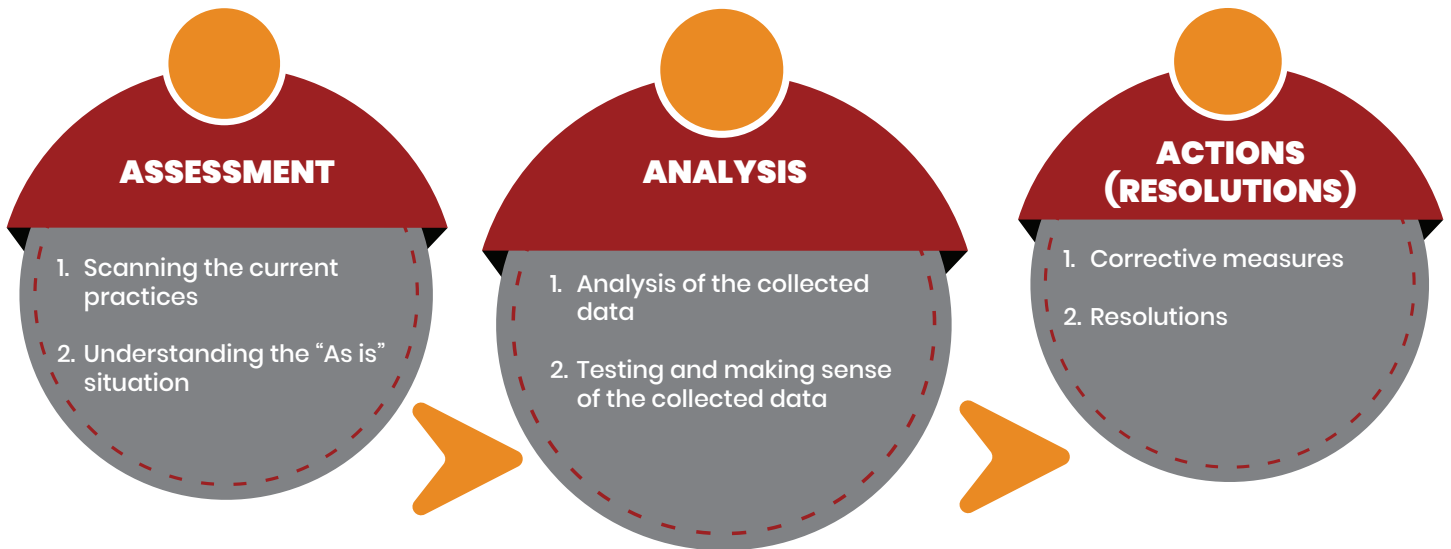 ASSESSMENT
1. Scanning the current
practices
2. Understanding the “As is”
situation
ANALYSIS
1. Analysis of the collected
data
2. Testing and making sense
of the collected data
ACTIONS
(RESOLUTIONS)
1. Corrective measures
2. Resolutions